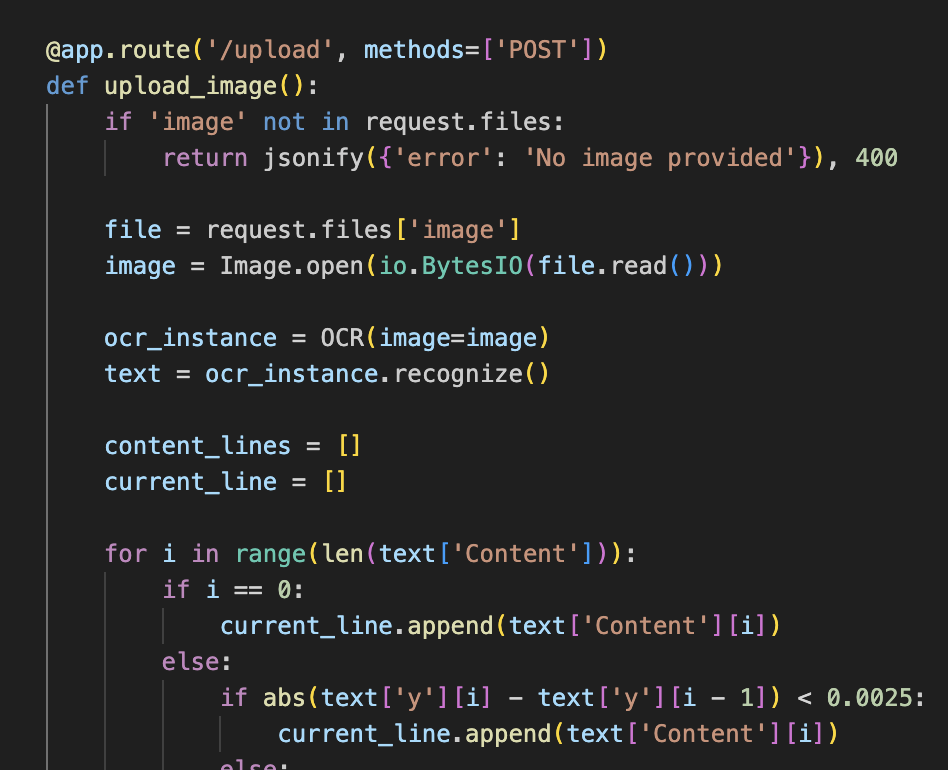 @app.route('/upload', methods=['POST'])
def upload_image():
    if 'image' not in request.files:
        return jsonify({'error': 'No image provided'}), 400

    file = request.files['image']
    image = Image.open(io.BytesIO(file.read()))

    ocr_instance = OCR(image=image)
    text = ocr_instance.recognize()

    content_lines = []
    current_line = []

    for i in range(len(text['Content'])):
        if i == 0:
            current_line.append(text['Content'][i])
        else:
            if abs(text['y'][i] - text['y'][i - 1]) < 0.0025:
                current_line.append(text['Content'][i])
            else: